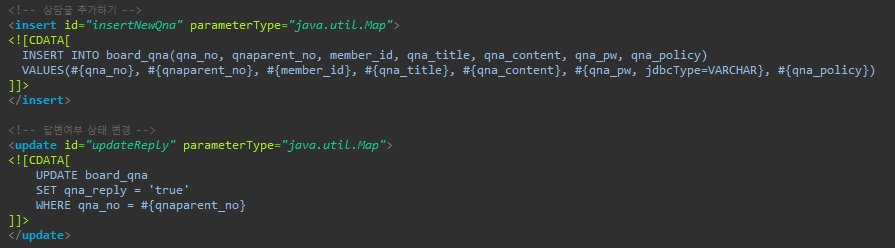 <!-- 상담글 추가하기 -->
<insert id="insertNewQna" parameterType="java.util.Map">
<![CDATA[
INSERT INTO board_qna(qna_no, qnaparent_no, member_id, qna_title, qna_content, qna_pw, qna_policy)
VALUES(#{qna_no}, #{qnaparent_no}, #{member_id}, #{qna_title}, #{qna_content}, #{qna_pw, jdbcType=VARCHAR}, #{qna_policy})
]]>
</insert>
<!-- 답변여부 상태 변경 -->
<update id="updateReply" parameterType="java.util.Map">
<![CDATA[
UPDATE board_qna
SET qna_reply = 'true'
WHERE qna_no = #{qnaparent_no}
]]>
</update>